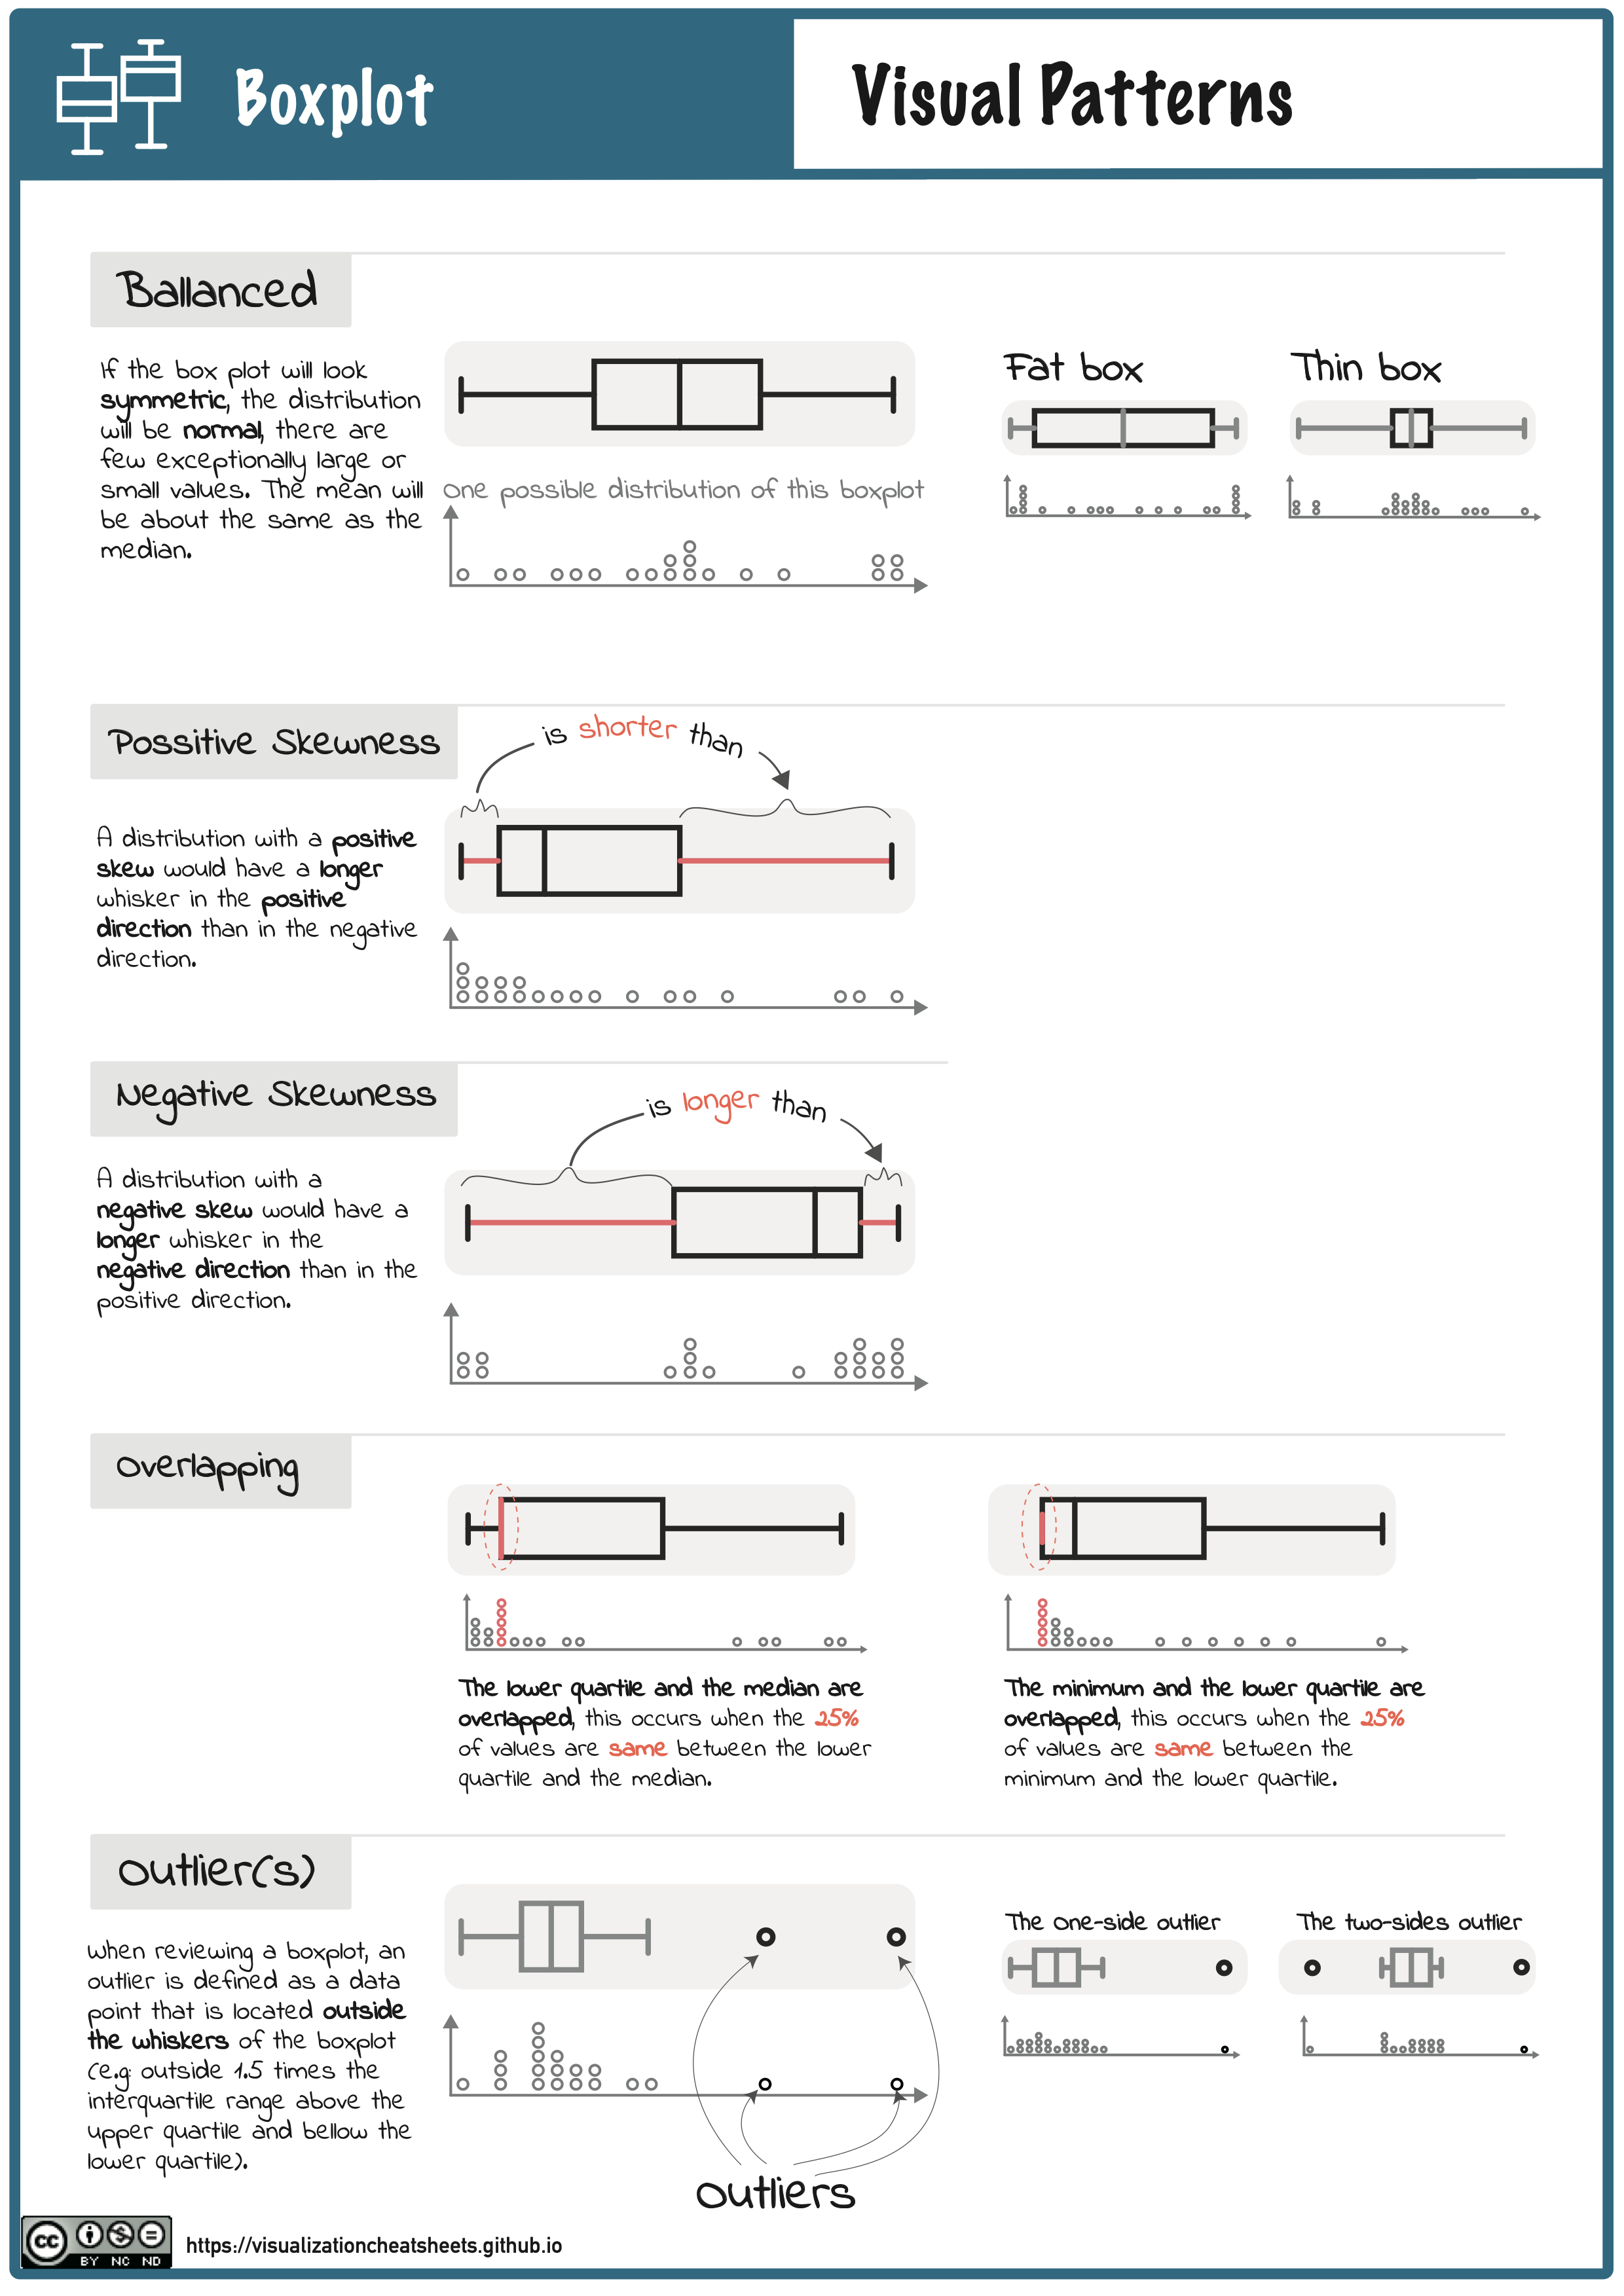 Boxplot
Visual Patterns
Ballanced
If the box plot will look
symmetric, the distribution
will be normal, there are
few exceptionally large or
small values. The mean will
be about the same as the
median.
One possible distribution of this boxplot
Fat box
Thin box
Possitive Skewness
is shorter than
A distribution with a positive
skew would have a longer
whisker in the positive
direction than in the negative
direction.
Negative Skewness
is longer than
A distribution with a
negative skew would have a
longer whisker in the
negative direction than in the
positive direction.
Overlapping
The lower quartile and the median are
overlapped, this occurs when the 25%
of values are same between the lower
quartile and the median.
The minimum and the lower quartile are
overlapped, this occurs when the 25%
of values are same between the
minimum and the lower quartile.
Outlier(s)
When reviewing a boxplot, an
outlier is defined as a data
point that is located outside
the whiskers of the boxplot
(e.g: outside 1.5 times the
interquartile range above the
upper quartile and bellow the
lower quartile).
The one-side outlier
The two-sides outlier
Outliers
cc BY NC ND
https://visualizationcheatsheets.github.io